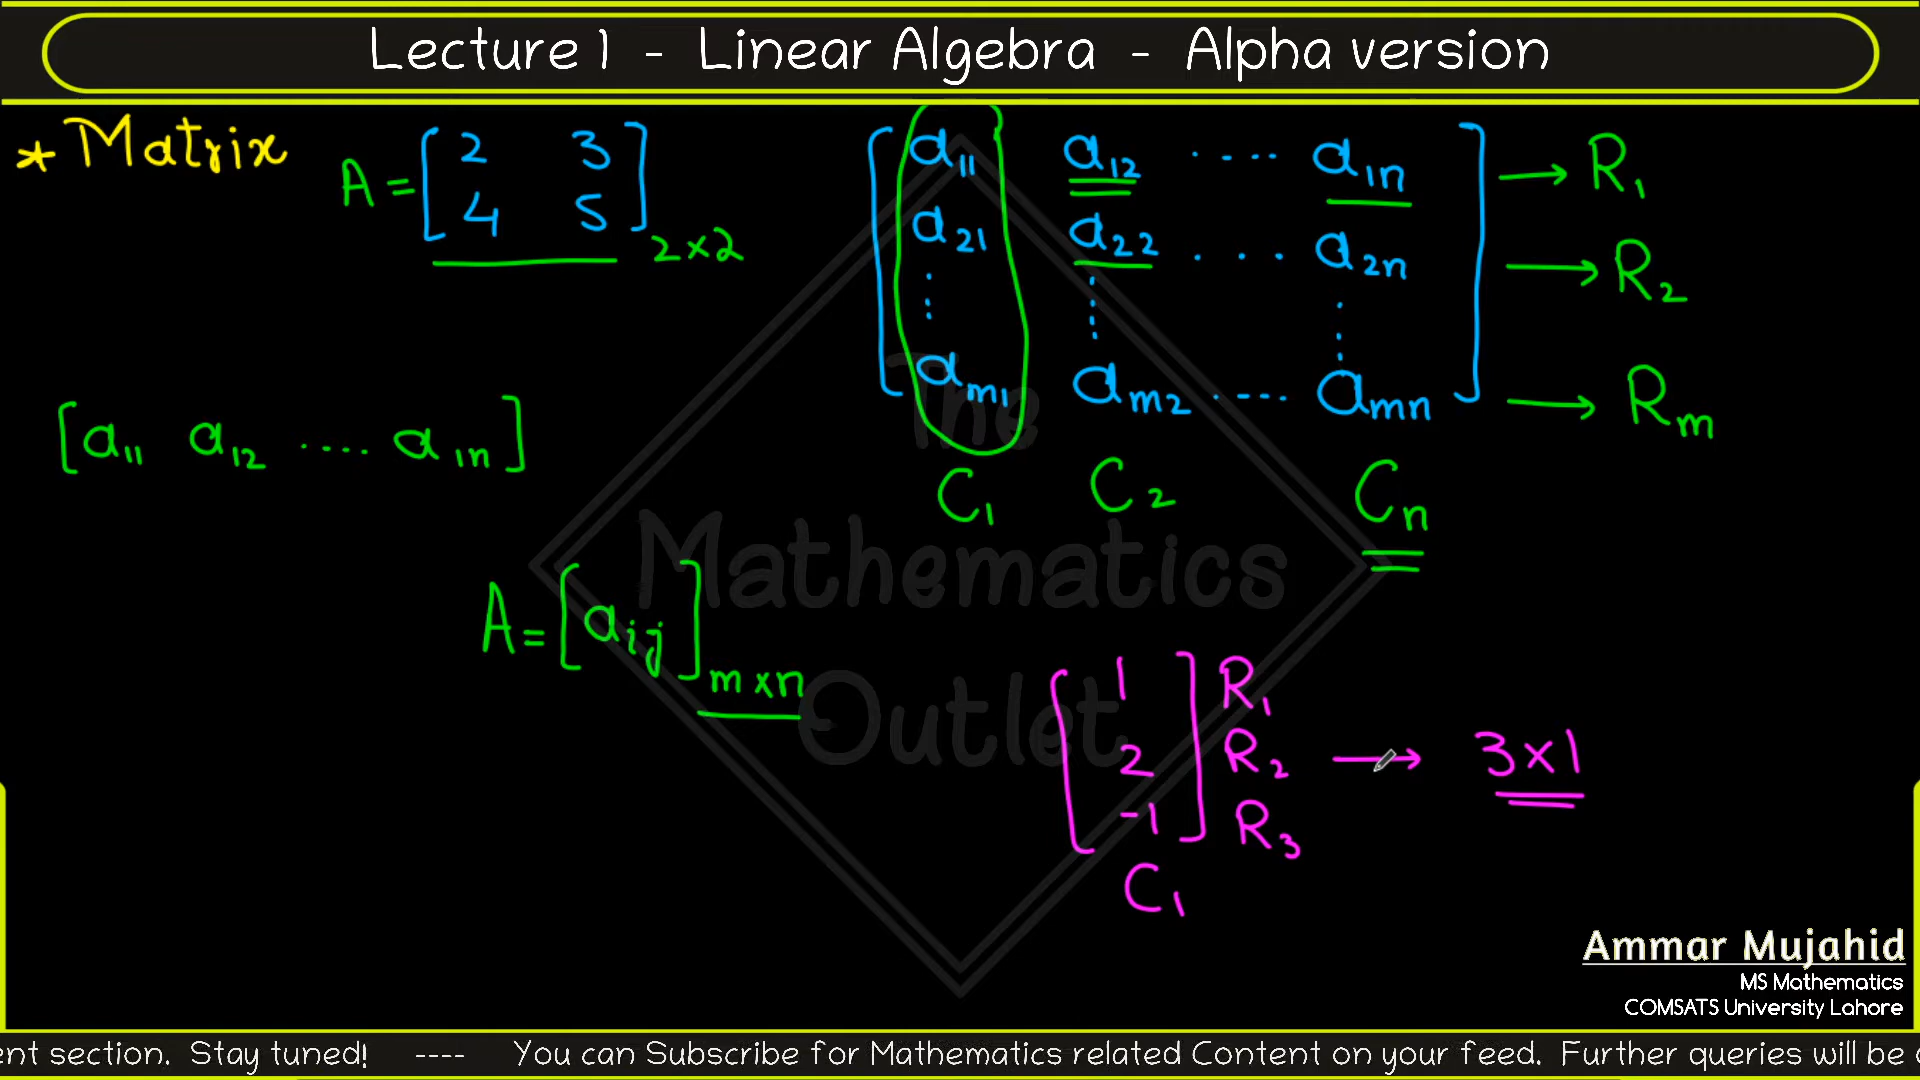 Lecture 1 - Linear Algebra - Alpha version
* Matrix
A = [ 2 3
4 5 ] 2×2
[ a11 a12 .... a1n ] → R1
a21 a22 ... a2n → R2
⋮ ⋮ ⋮
am1 am2 .... amn → Rm
C1 C2 Cn
[ a11 a12 .... a1n ]
A = [ aij ] m×n
[ 1 ] R1
2 R2 → 3×1
-1 R3
C1
The
Mathematics
Outlet
Ammar Mujahid
MS Mathematics
COMSATS University Lahore
ent section. Stay tuned! ---- You can Subscribe for Mathematics related Content on your feed. Further queries will be